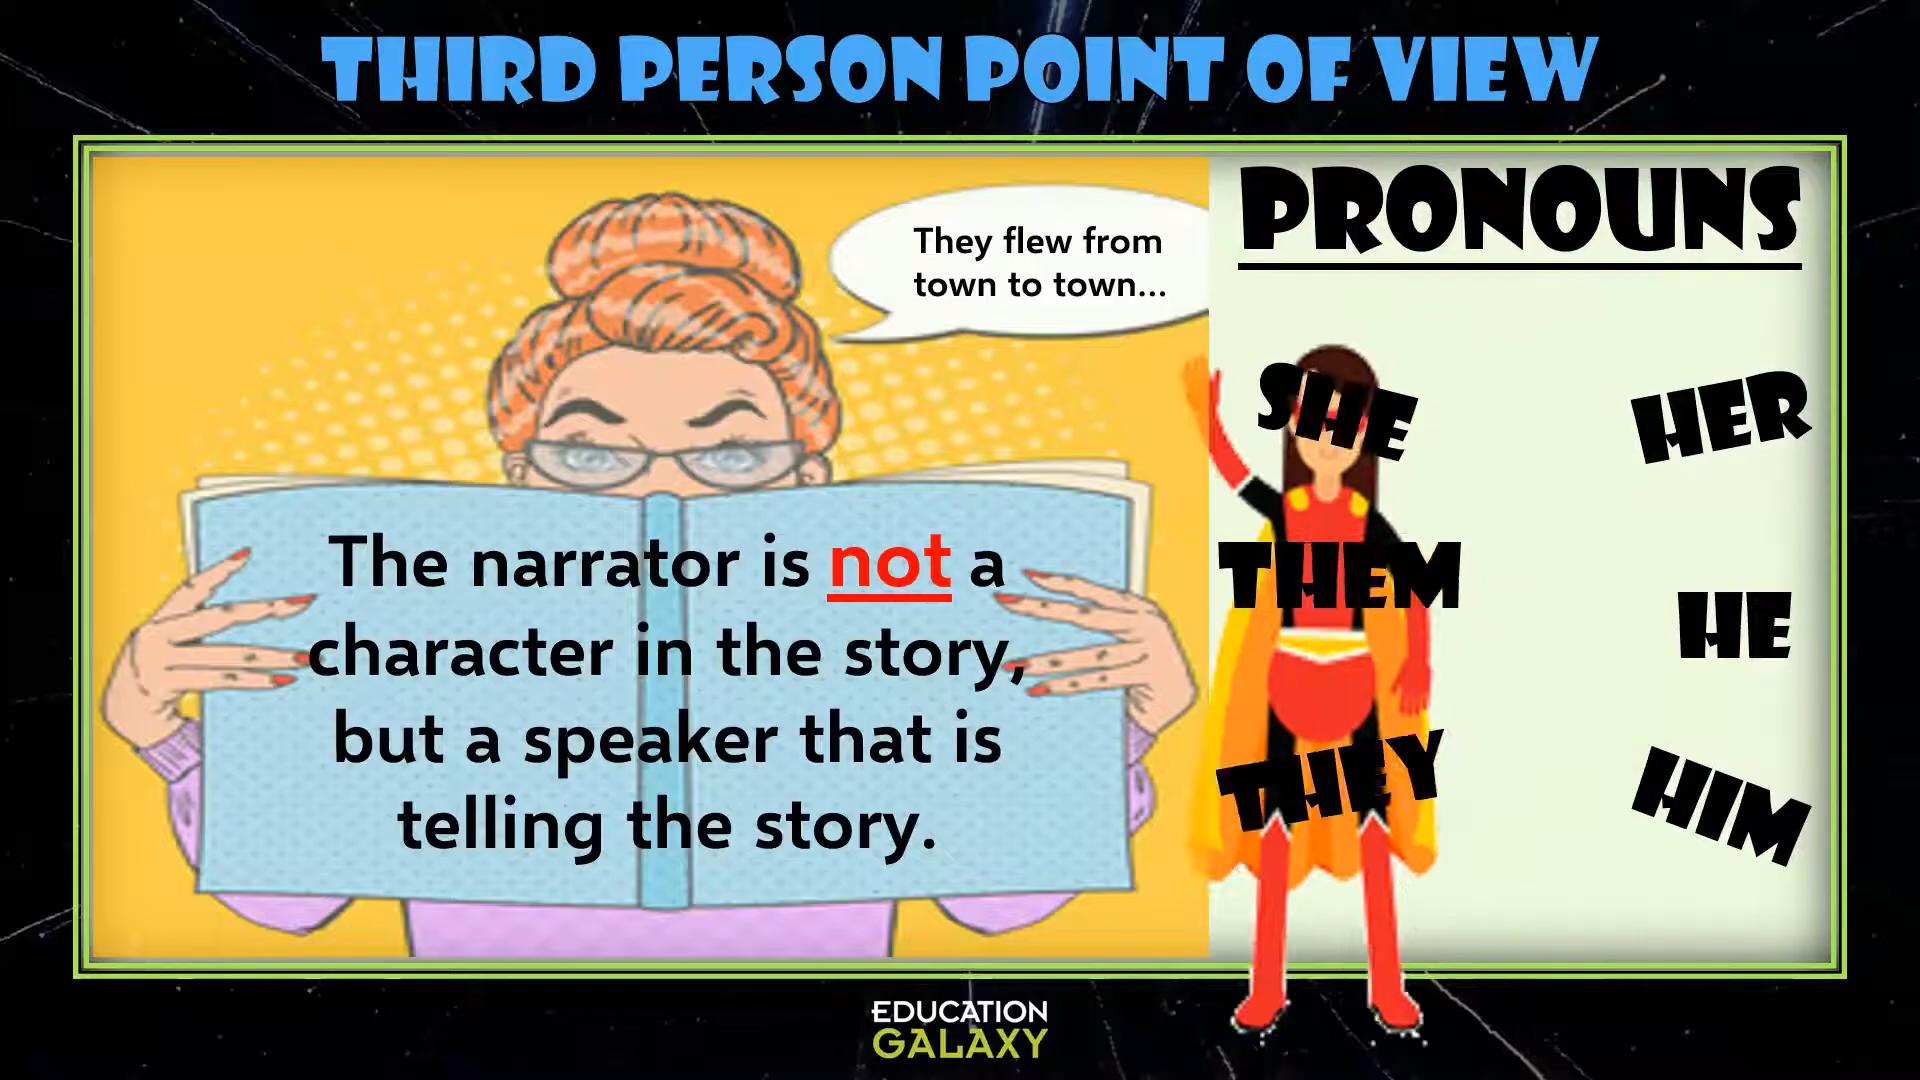 THIRD PERSON POINT OF VIEW
They flew from
town to town...
The narrator is not a
character in the story,
but a speaker that is
telling the story.
PRONOUNS
SHE
HER
THEM
HE
THEY
HIM
EDUCATION
GALAXY